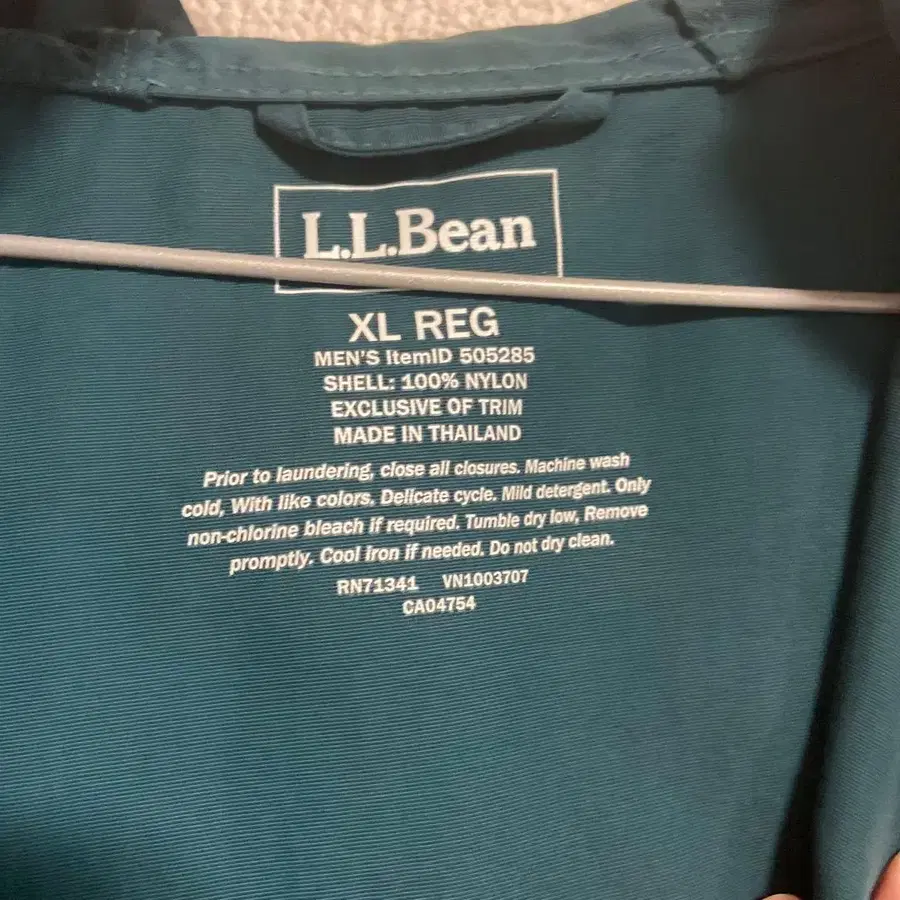 L.L.Bean
XL REG
MEN'S ItemID 505285
SHELL: 100% NYLON
EXCLUSIVE OF TRIM
MADE IN THAILAND
Prior to laundering, close all closures. Machine wash
cold, With like colors. Delicate cycle. Mild detergent. Only
non-chlorine bleach if required. Tumble dry low, Remove
promptly. Cool iron if needed. Do not dry clean.
RN71341 VN1003707
CA04754